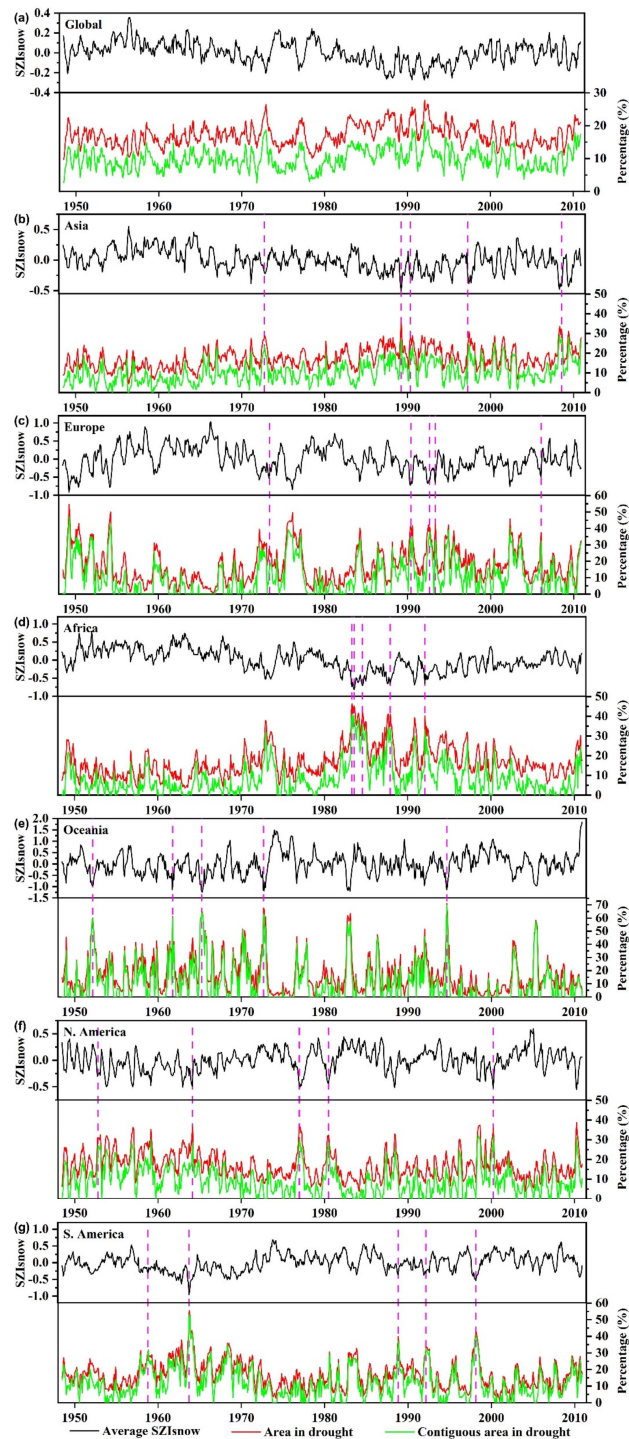 (a) Global
SZIsnow
0.4
0.2
0.0
-0.2
0.4
30
20
10
0
Percentage (%)
1950 1960 1970 1980 1990 2000 2010
(b) Asia
SZIsnow
0.5
0.0
-0.5
50
40
30
20
10
0
Percentage (%)
1950 1960 1970 1980 1990 2000 2010
(c) Europe
SZIsnow
1.0
0.5
0.0
-0.5
-1.0
60
50
40
30
20
10
0
Percentage (%)
1950 1960 1970 1980 1990 2000 2010
(d) Africa
SZIsnow
1.0
0.5
0.0
-0.5
-1.0
50
40
30
20
10
0
Percentage (%)
1950 1960 1970 1980 1990 2000 2010
(e) Oceania
SZIsnow
2.0
1.5
1.0
0.5
0.0
-0.5
-1.0
-1.5
70
60
50
40
30
20
10
0
Percentage (%)
1950 1960 1970 1980 1990 2000 2010
(f) N. America
SZIsnow
0.5
0.0
-0.5
50
40
30
20
10
0
Percentage (%)
1950 1960 1970 1980 1990 2000 2010
(g) S. America
SZIsnow
1.0
0.5
0.0
-0.5
-1.0
60
50
40
30
20
10
0
Percentage (%)
1950 1960 1970 1980 1990 2000 2010
Average SZIsnow Area in drought Contiguous area in drought